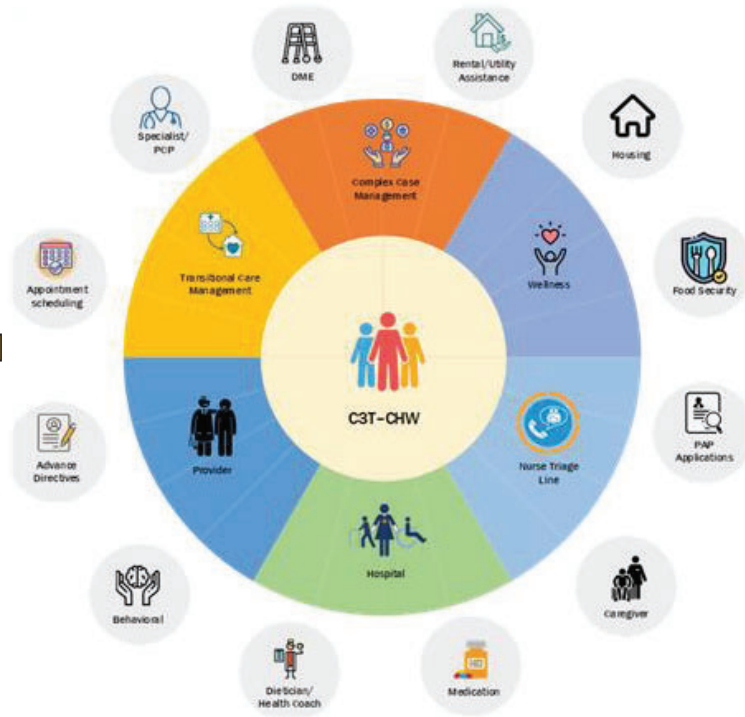 DME
Rental/Utility
Assistance
Specialist/
PCP
Housing
Complex Case
Management
Transitional Care
Management
Wellness
Appointment
scheduling
Food Security
C3T-CHW
Advance
Directives
Provider
Nurse Triage
Line
PAP
Applications
Hospital
Behavioral
Caregiver
Dietician/
Health Coach
Medication